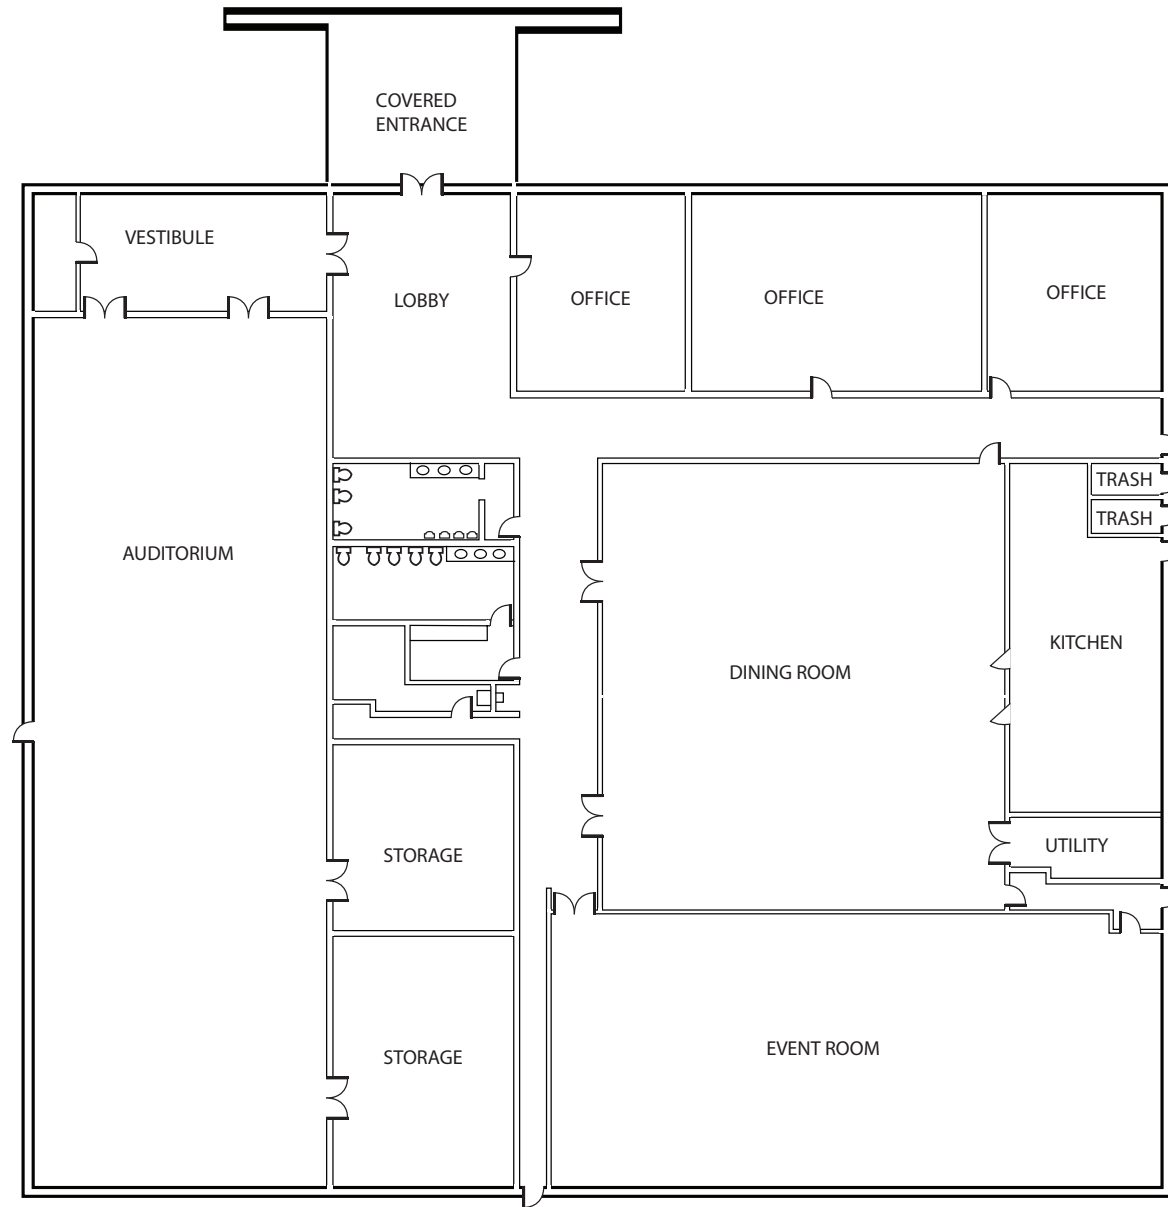 COVERED
ENTRANCE
VESTIBULE
LOBBY
OFFICE
OFFICE
OFFICE
TRASH
TRASH
AUDITORIUM
KITCHEN
DINING ROOM
UTILITY
STORAGE
EVENT ROOM
STORAGE